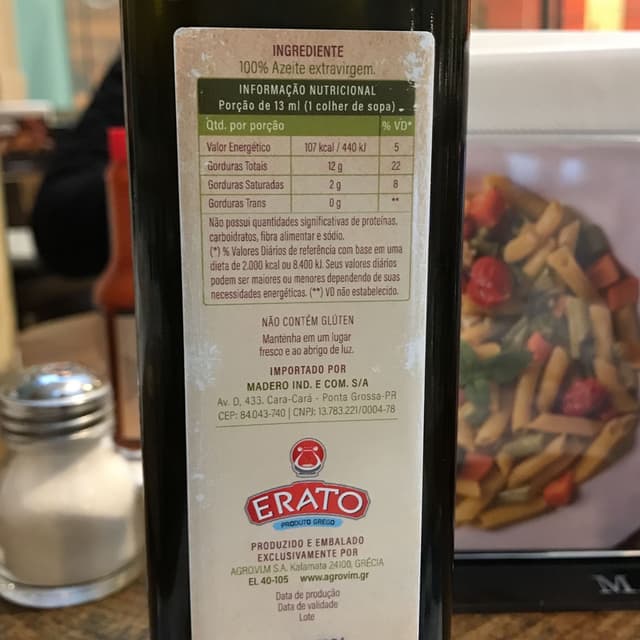 INGREDIENTE
100% Azeite extravirgem.
INFORMAÇÃO NUTRICIONAL
Porção de 13 ml (1 colher de sopa)
Qtd. por porção % VD*
Valor Energético 107 kcal / 440 kJ 5
Gorduras Totais 12 g 22
Gorduras Saturadas 2 g 8
Gorduras Trans 0 g **
Não possui quantidades significativas de proteínas,
carboidratos, fibra alimentar e sódio.
(*) % Valores Diários de referência com base em uma
dieta de 2.000 kcal ou 8.400 kJ. Seus valores diários
podem ser maiores ou menores dependendo de suas
necessidades energéticas. (**) VD não estabelecido.
NÃO CONTÉM GLÚTEN
Mantenha em um lugar
fresco e ao abrigo de luz.
IMPORTADO POR
MADERO IND. E COM. S/A
Av. D, 433. Cara-Cará - Ponta Grossa-PR
CEP: 84.043-740 | CNPJ: 13.783.221/0004-78
ERATO
PRODUTO GREGO
PRODUZIDO E EMBALADO
EXCLUSIVAMENTE POR
AGROVIM S.A. Kalamata 24100, GRÉCIA
EL 40-105 www.agrovim.gr
Data de produção
Data de validade
Lote
M